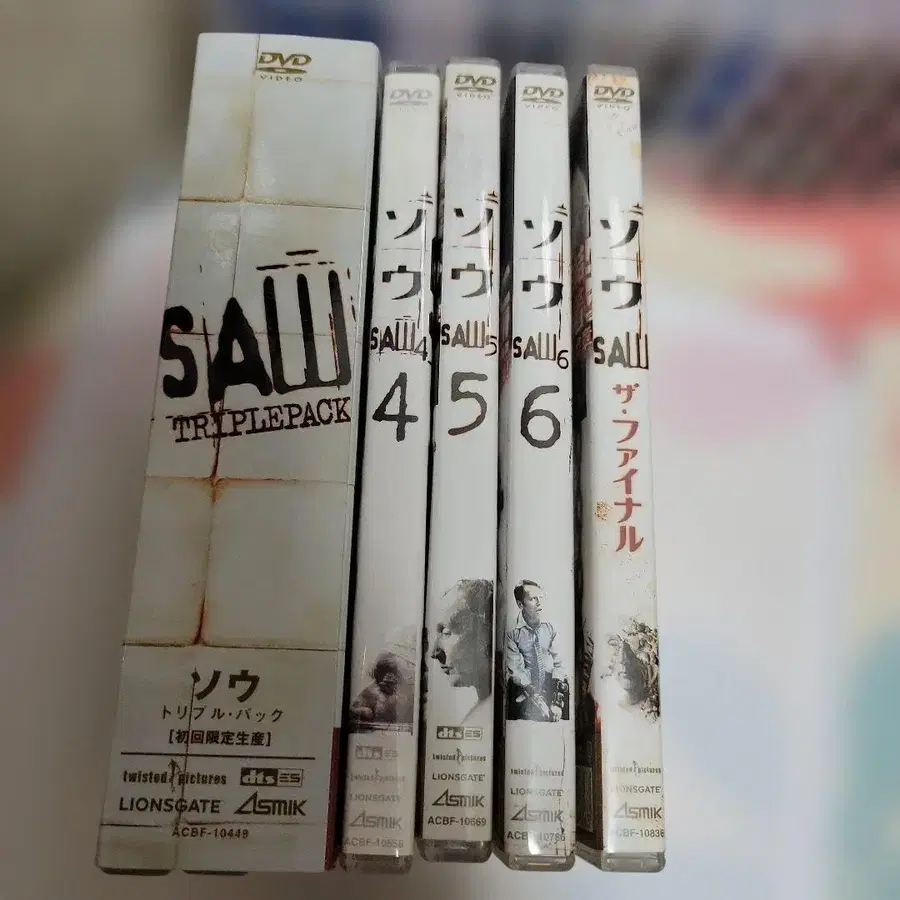 DVD
VIDEO
SAW
TRIPLEPACK
ソウ
トリプル・パック
[初回限定生産]
twisted pictures
dts ES
LIONSGATE
ASMIK
ACBF-10449
DVD
ソウ
SAW4
4
dts ES
twisted pictures
LIONSGATE
ASMIK
DVD
VIDEO
ソウ
SAW5
5
dts ES
twisted pictures
LIONSGATE
ASMIK
ACBF-10669
DVD
VIDEO
ソウ
SAW6
6
twisted pictures
LIONSGATE
ASMIK
DVD
VIDEO
ソウ
SAW
ザ・ファイナル
twisted pictures
LIONSGATE
ASMIK